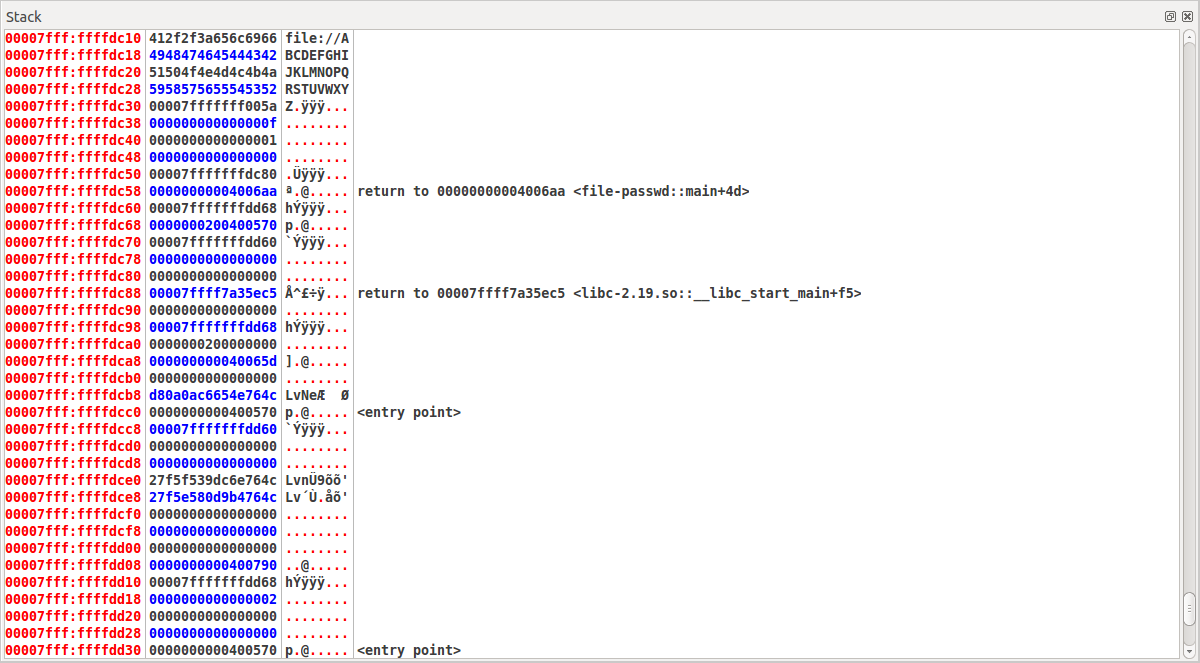 Stack
00007fff:ffffdc10 412f2f3a656c6966 file://A
00007fff:ffffdc18 4948474645444342 BCDEFGHI
00007fff:ffffdc20 51504f4e4d4c4b4a JKLMNOPQ
00007fff:ffffdc28 5958575655545352 RSTUVWXY
00007fff:ffffdc30 00007fffffff005a Z.ÿÿÿ...
00007fff:ffffdc38 000000000000000f ........
00007fff:ffffdc40 0000000000000001 ........
00007fff:ffffdc48 0000000000000000 ........
00007fff:ffffdc50 00007fffffffdc80 .Üÿÿÿ...
00007fff:ffffdc58 00000000004006aa ª.@..... return to 00000000004006aa <file-passwd::main+4d>
00007fff:ffffdc60 00007fffffffdd68 hÝÿÿÿ...
00007fff:ffffdc68 0000000200400570 p.@.....
00007fff:ffffdc70 00007fffffffdd60 `Ýÿÿÿ...
00007fff:ffffdc78 0000000000000000 ........
00007fff:ffffdc80 0000000000000000 ........
00007fff:ffffdc88 00007ffff7a35ec5 Å^£÷ÿ... return to 00007ffff7a35ec5 <libc-2.19.so::__libc_start_main+f5>
00007fff:ffffdc90 0000000000000000 ........
00007fff:ffffdc98 00007fffffffdd68 hÝÿÿÿ...
00007fff:ffffdca0 0000000200000000 ........
00007fff:ffffdca8 000000000040065d ].@.....
00007fff:ffffdcb0 0000000000000000 ........
00007fff:ffffdcb8 d80a0ac6654e764c LvNeÆ  Ø
00007fff:ffffdcc0 0000000000400570 p.@..... <entry point>
00007fff:ffffdcc8 00007fffffffdd60 `Ýÿÿÿ...
00007fff:ffffdcd0 0000000000000000 ........
00007fff:ffffdcd8 0000000000000000 ........
00007fff:ffffdce0 27f5f539dc6e764c LvnÜ9õõ'
00007fff:ffffdce8 27f5e580d9b4764c Lv´Ù.åõ'
00007fff:ffffdcf0 0000000000000000 ........
00007fff:ffffdcf8 0000000000000000 ........
00007fff:ffffdd00 0000000000000000 ........
00007fff:ffffdd08 0000000000400790 ..@.....
00007fff:ffffdd10 00007fffffffdd68 hÝÿÿÿ...
00007fff:ffffdd18 0000000000000002 ........
00007fff:ffffdd20 0000000000000000 ........
00007fff:ffffdd28 0000000000000000 ........
00007fff:ffffdd30 0000000000400570 p.@..... <entry point>